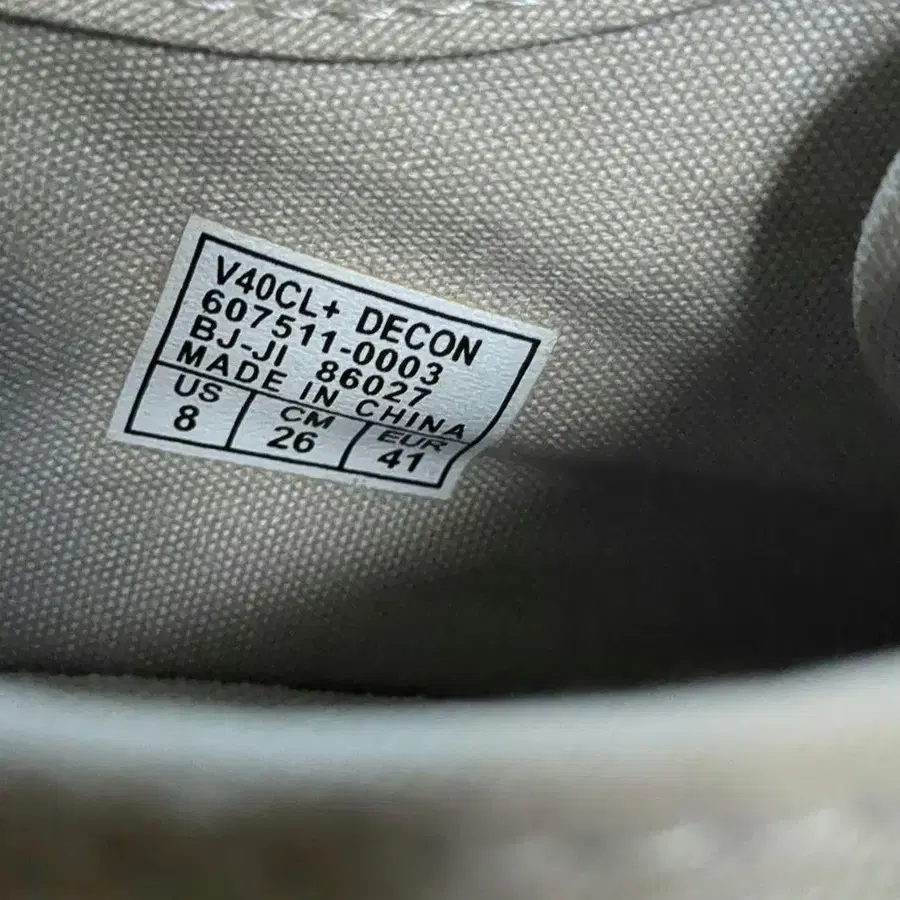 V40CL+ DECON
607511-0003
BJ-JI 86027
MADE IN CHINA
US CM EUR
8 26 41